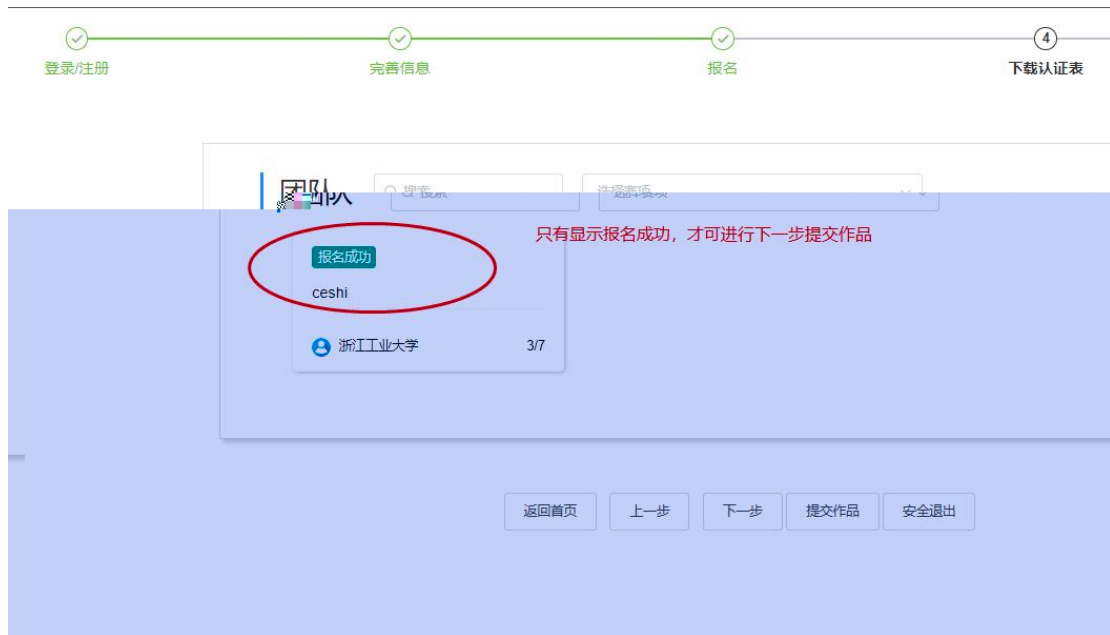 4
登录/注册 完善信息 报名 下载认证表
团队
只有显示报名成功，才可进行下一步提交作品
报名成功
ceshi
浙江工业大学 3/7
返回首页 上一步 下一步 提交作品 安全退出